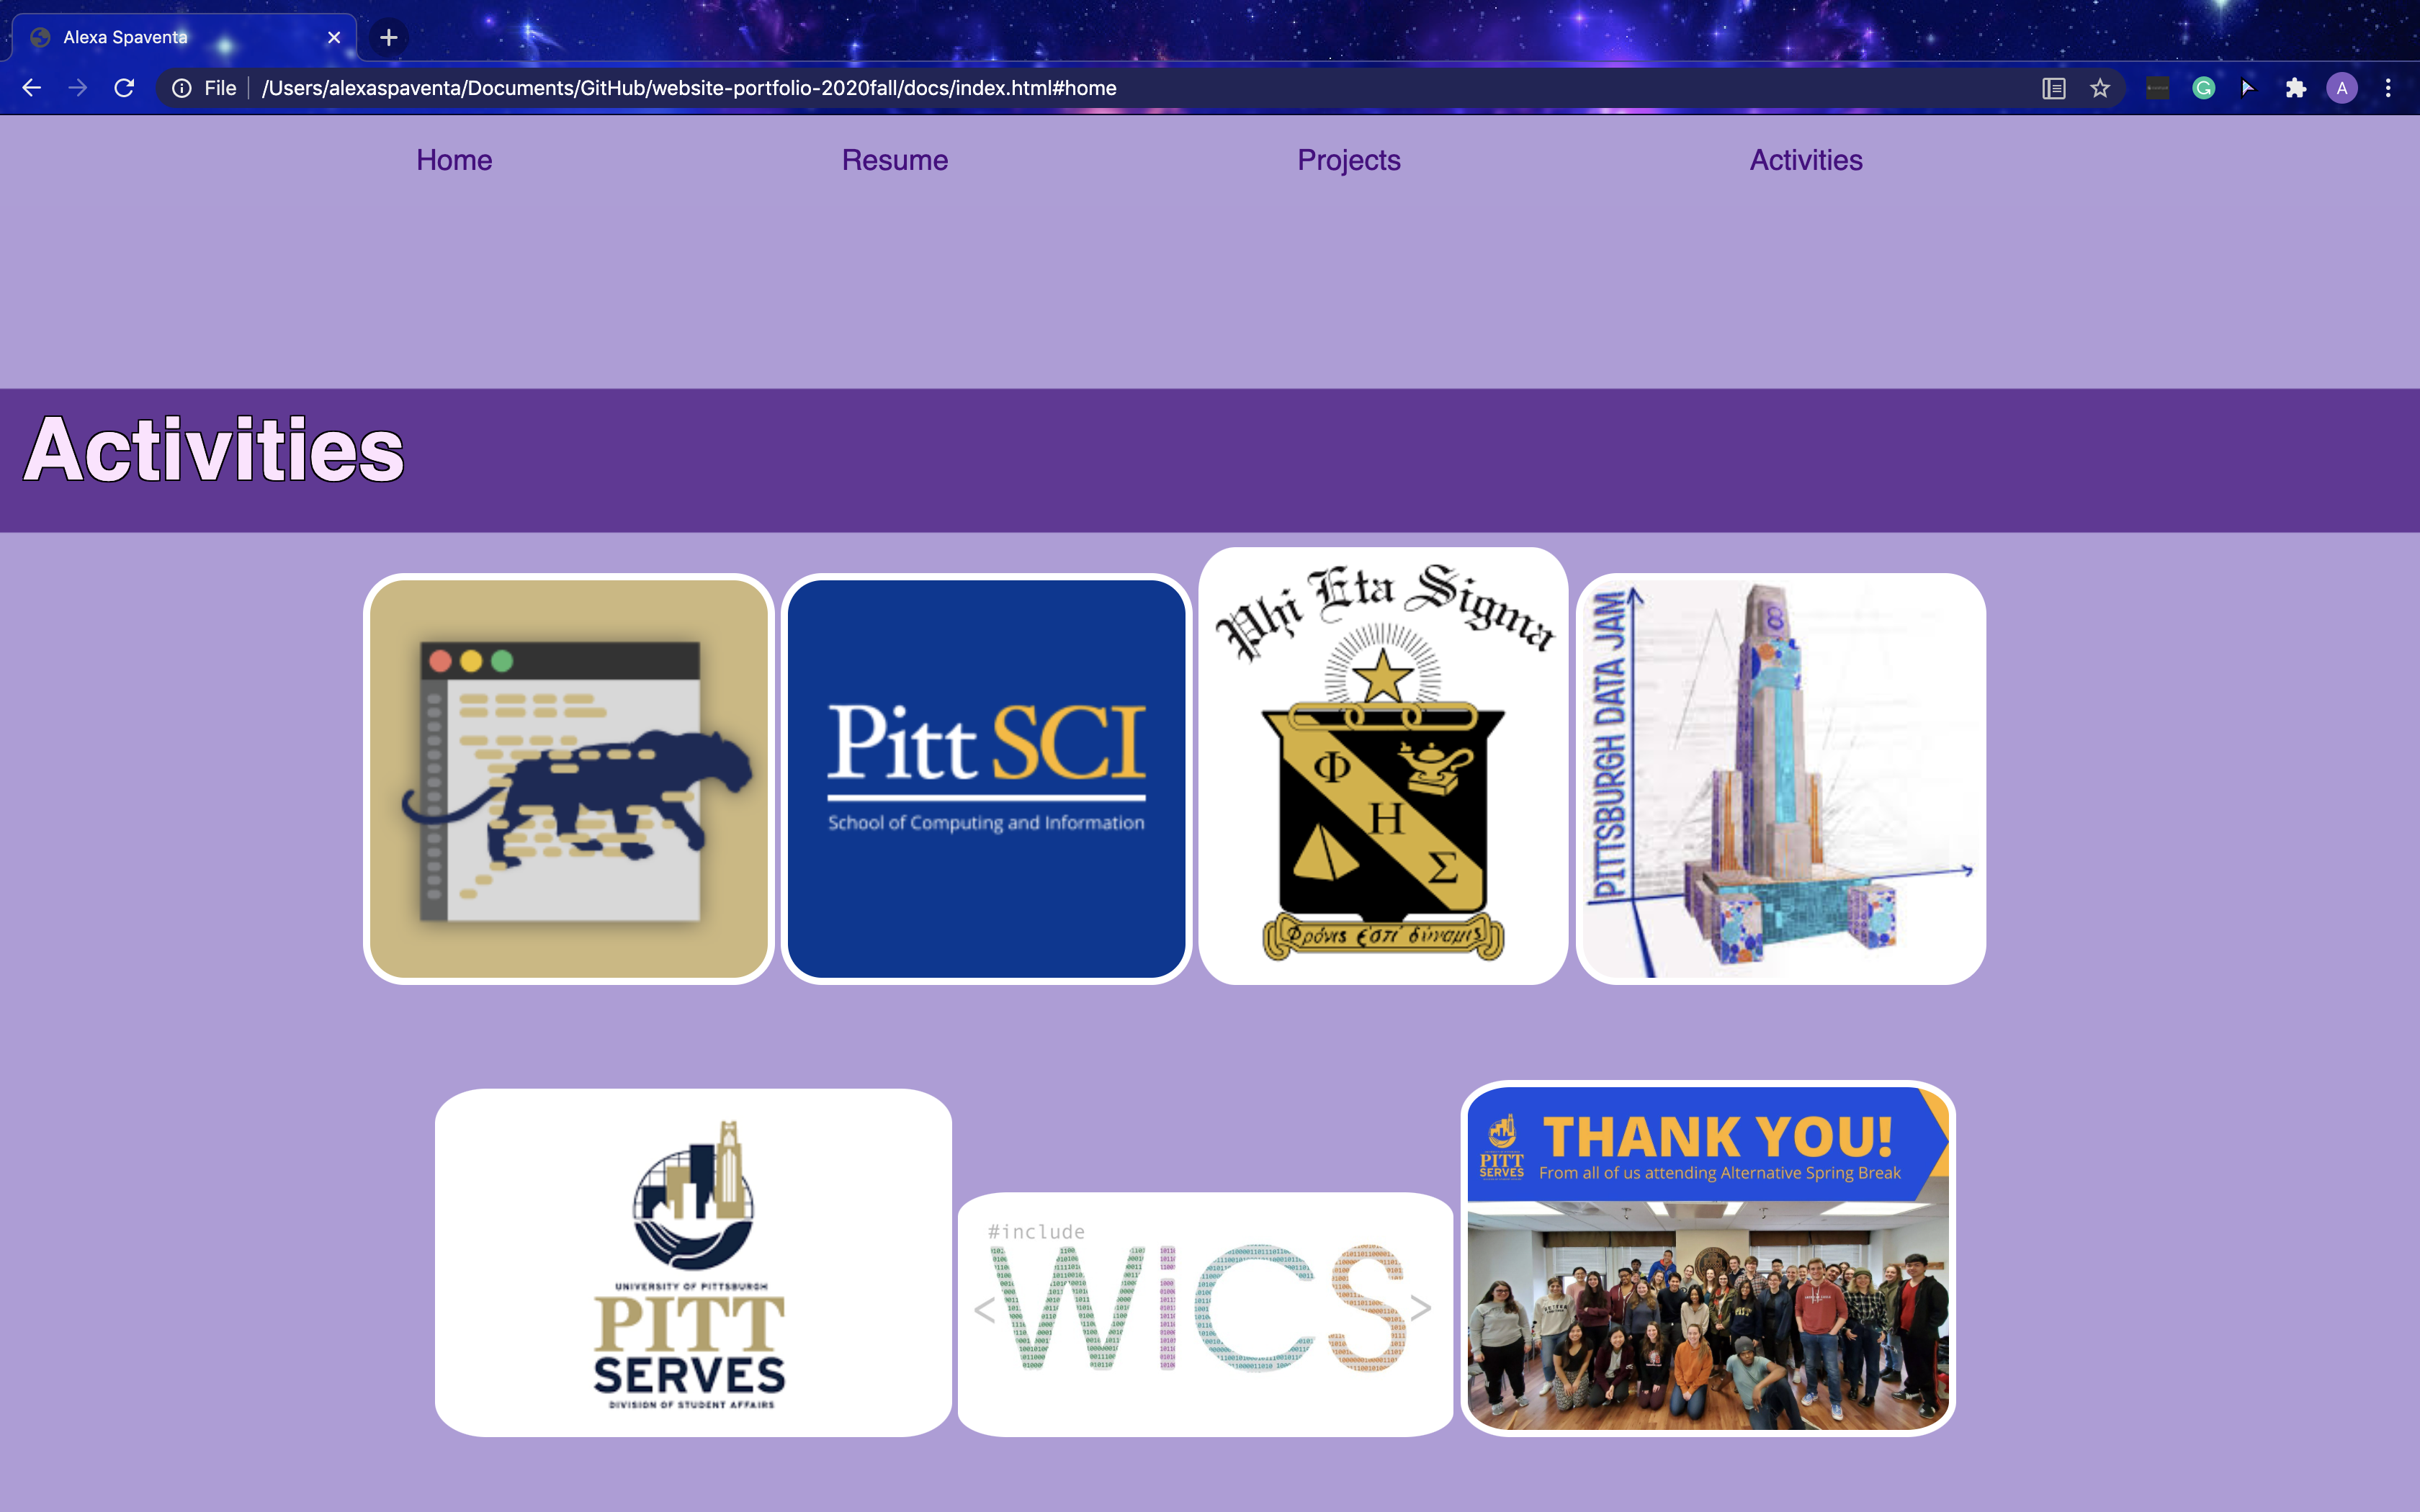 Alexa Spaventa
File
/Users/alexaspaventa/Documents/GitHub/website-portfolio-2020fall/docs/index.html#home
A
Home
Resume
Projects
Activities
Activities
Pitt SCI
School of Computing and Information
Phi Eta Sigma
Φ
Η
Σ
PITTSBURGH DATA JAM
UNIVERSITY OF PITTSBURGH
PITT
SERVES
DIVISION OF STUDENT AFFAIRS
#include
<WiCS>
PITT
SERVES
THANK YOU!
From all of us attending Alternative Spring Break